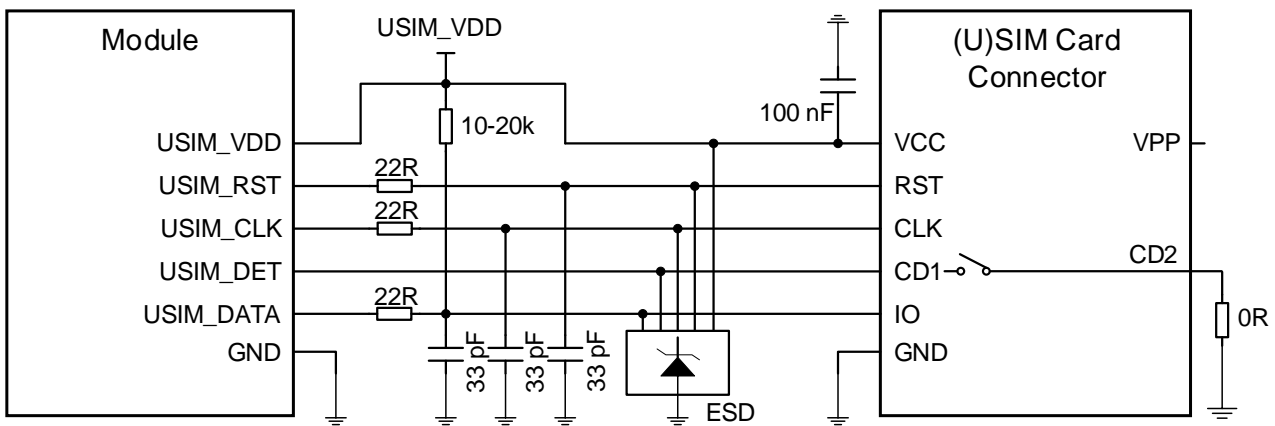 Module
USIM_VDD
(U)SIM Card
Connector
100 nF
10-20k
USIM_VDD
VCC
VPP
22R
USIM_RST
RST
22R
USIM_CLK
CLK
USIM_DET
CD1
CD2
22R
USIM_DATA
IO
0R
GND
33 pF
33 pF
33 pF
GND
ESD